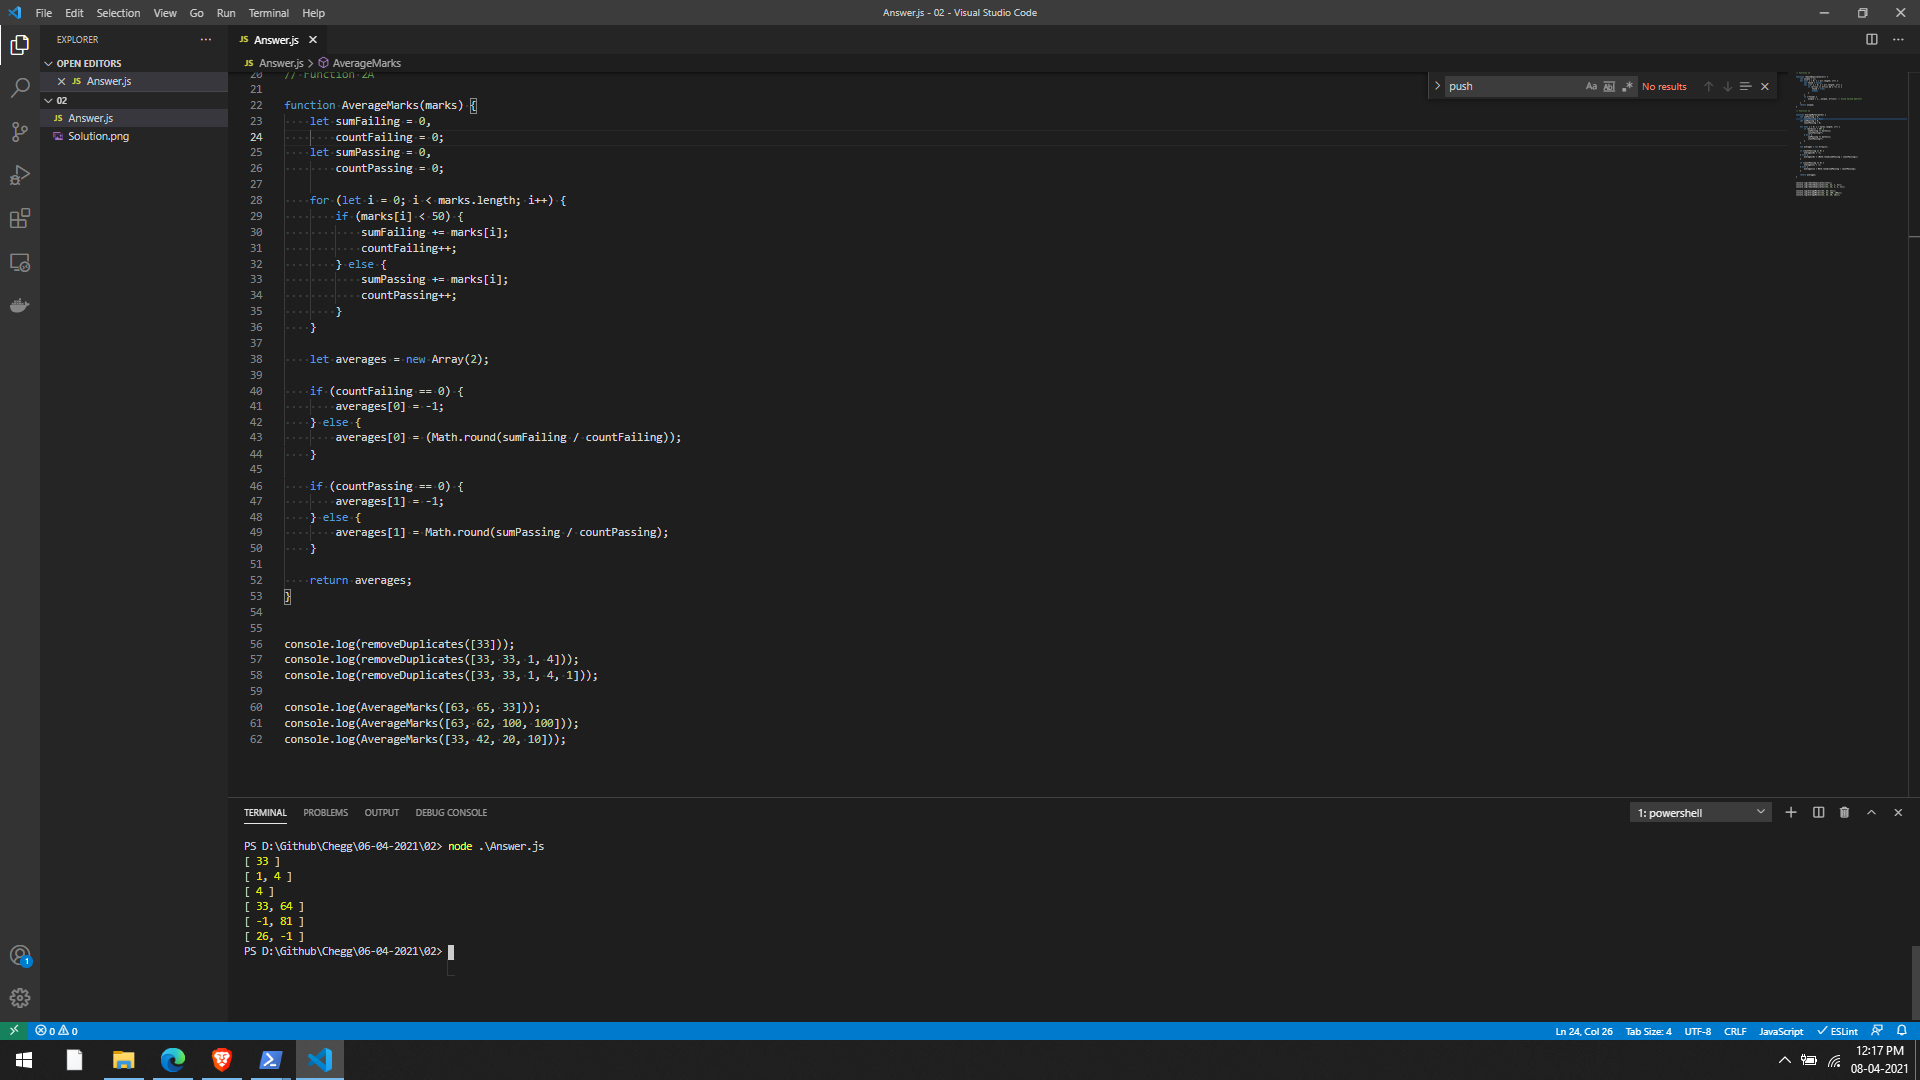 File Edit Selection View Go Run Terminal Help
Answer.js - 02 - Visual Studio Code
EXPLORER
OPEN EDITORS
JS Answer.js
02
JS Answer.js
Solution.png
JS Answer.js
JS Answer.js > AverageMarks
push
Aa Ab| .* No results
20 // Function 2A
21
22 function AverageMarks(marks) {
23 let sumFailing = 0,
24 countFailing = 0;
25 let sumPassing = 0,
26 countPassing = 0;
27
28 for (let i = 0; i < marks.length; i++) {
29 if (marks[i] < 50) {
30 sumFailing += marks[i];
31 countFailing++;
32 } else {
33 sumPassing += marks[i];
34 countPassing++;
35 }
36 }
37
38 let averages = new Array(2);
39
40 if (countFailing == 0) {
41 averages[0] = -1;
42 } else {
43 averages[0] = (Math.round(sumFailing / countFailing));
44 }
45
46 if (countPassing == 0) {
47 averages[1] = -1;
48 } else {
49 averages[1] = Math.round(sumPassing / countPassing);
50 }
51
52 return averages;
53 }
54
55
56 console.log(removeDuplicates([33]));
57 console.log(removeDuplicates([33, 33, 1, 4]));
58 console.log(removeDuplicates([33, 33, 1, 4, 1]));
59
60 console.log(AverageMarks([63, 65, 33]));
61 console.log(AverageMarks([63, 62, 100, 100]));
62 console.log(AverageMarks([33, 42, 20, 10]));
TERMINAL PROBLEMS OUTPUT DEBUG CONSOLE
1: powershell
PS D:\Github\Chegg\06-04-2021\02> node .\Answer.js
[ 33 ]
[ 1, 4 ]
[ 4 ]
[ 33, 64 ]
[ -1, 81 ]
[ 26, -1 ]
PS D:\Github\Chegg\06-04-2021\02>
1
0 0
Ln 24, Col 26 Tab Size: 4 UTF-8 CRLF JavaScript ESLint
12:17 PM
08-04-2021